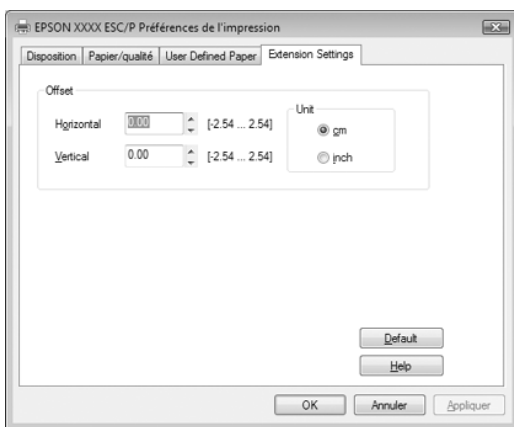 EPSON XXXX ESC/P Préférences de l'impression
Disposition Papier/qualité User Defined Paper Extension Settings
Offset
Horizontal 0.00 [-2.54 ... 2.54]
Vertical 0.00 [-2.54 ... 2.54]
Unit
cm
inch
Default
Help
OK Annuler Appliquer